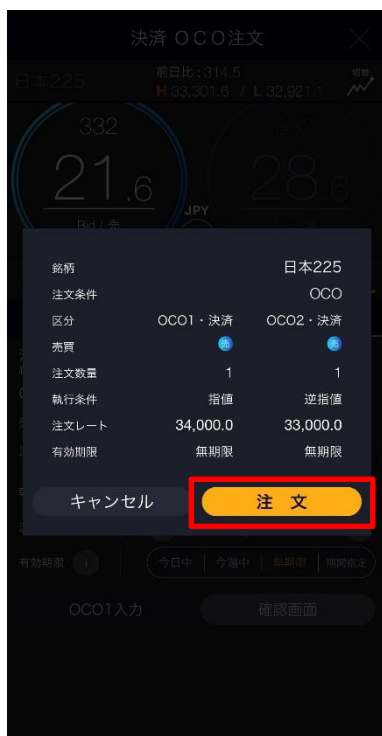 決済 OCO注文
日本225
前日比:314.5
H 33,301.6 / L 32,921.1
切替
332
21.6
28.6
JPY
Bid / 売
銘柄 日本225
注文条件 OCO
区分 OCO1・決済 OCO2・決済
売買 売 売
注文数量 1 1
執行条件 指値 逆指値
注文レート 34,000.0 33,000.0
有効期限 無期限 無期限
キャンセル 注 文
有効期限 i 今日中 今週中 無期限 期間指定
OCO1入力 確認画面